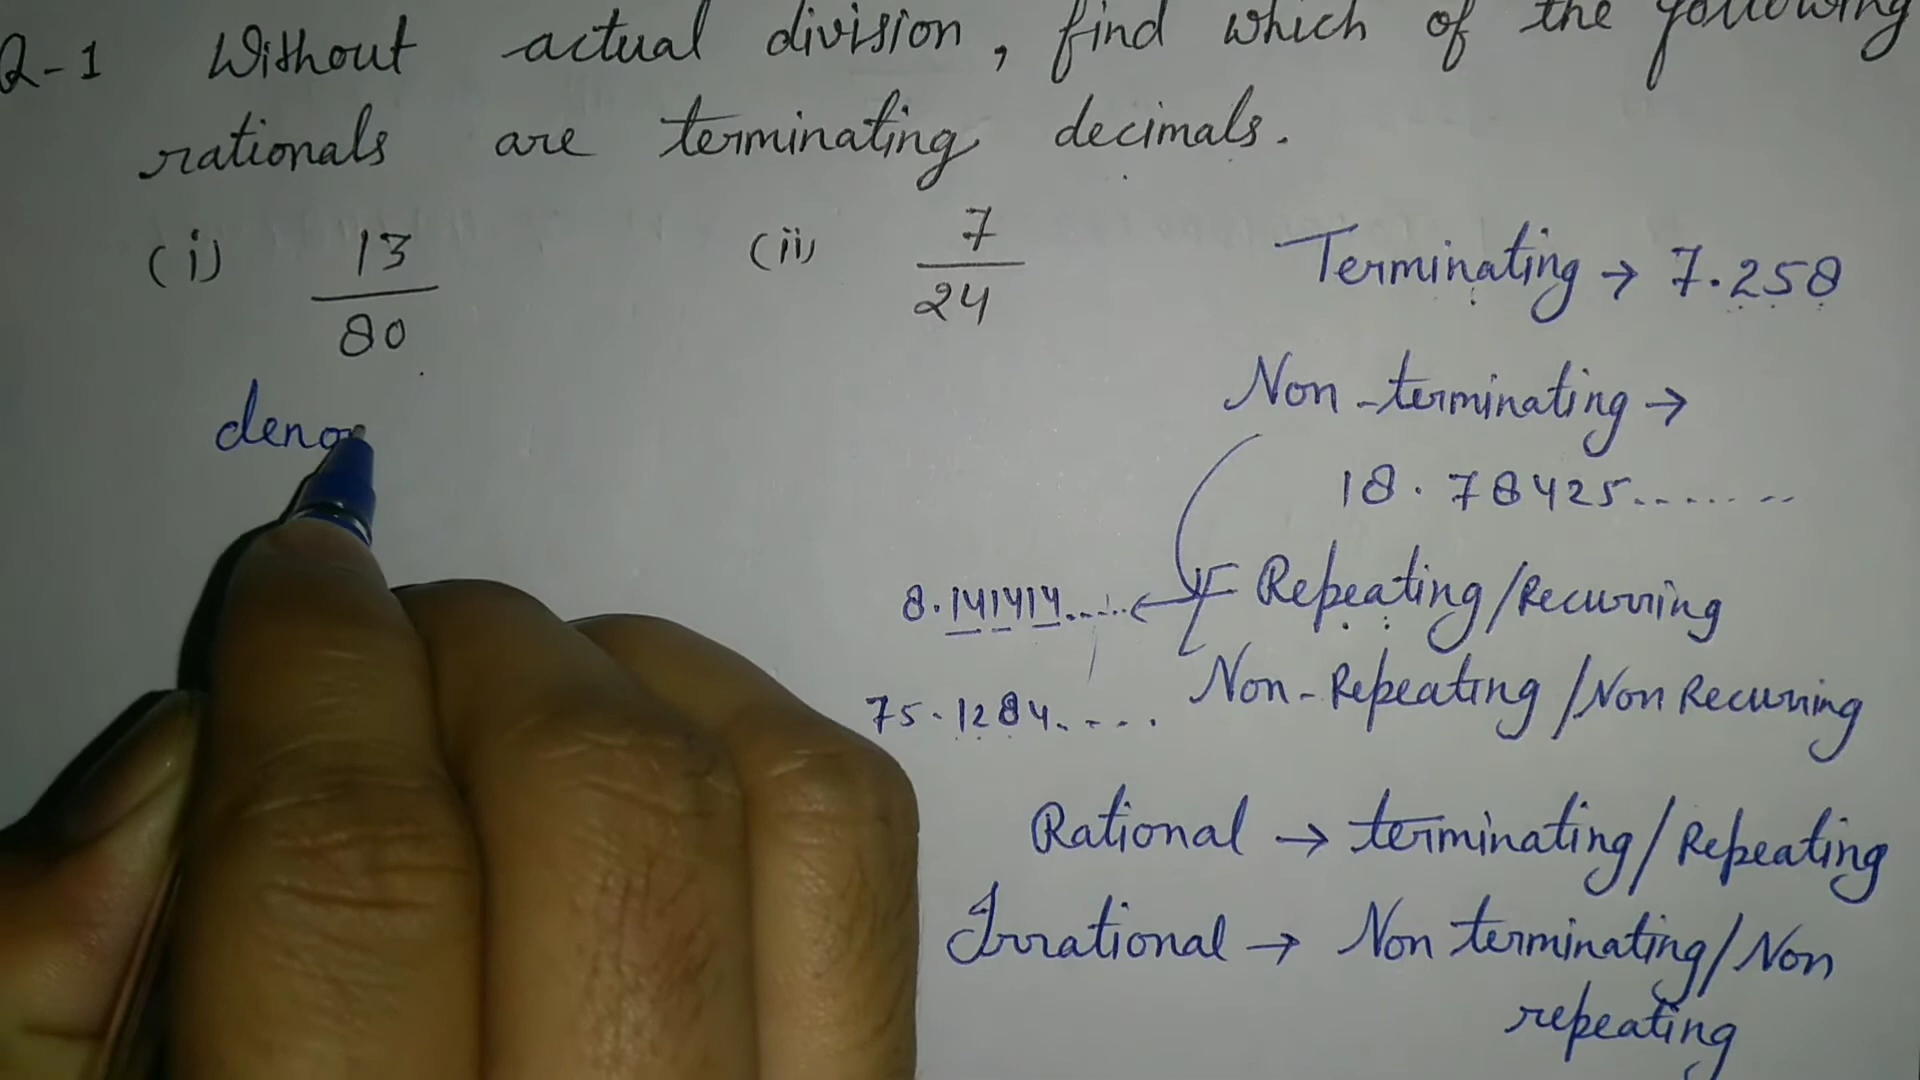 Q-1 Without actual division, find which of the following
rationals are terminating decimals.
(i) 13/80 (ii) 7/24
Terminating → 7.258
Non-terminating →
18.78425.......
8.141414..... ← Repeating/Recurring
75.1284..... Non-Repeating/Non Recurring
Rational → terminating/Repeating
Irrational → Non terminating/Non
repeating
deno